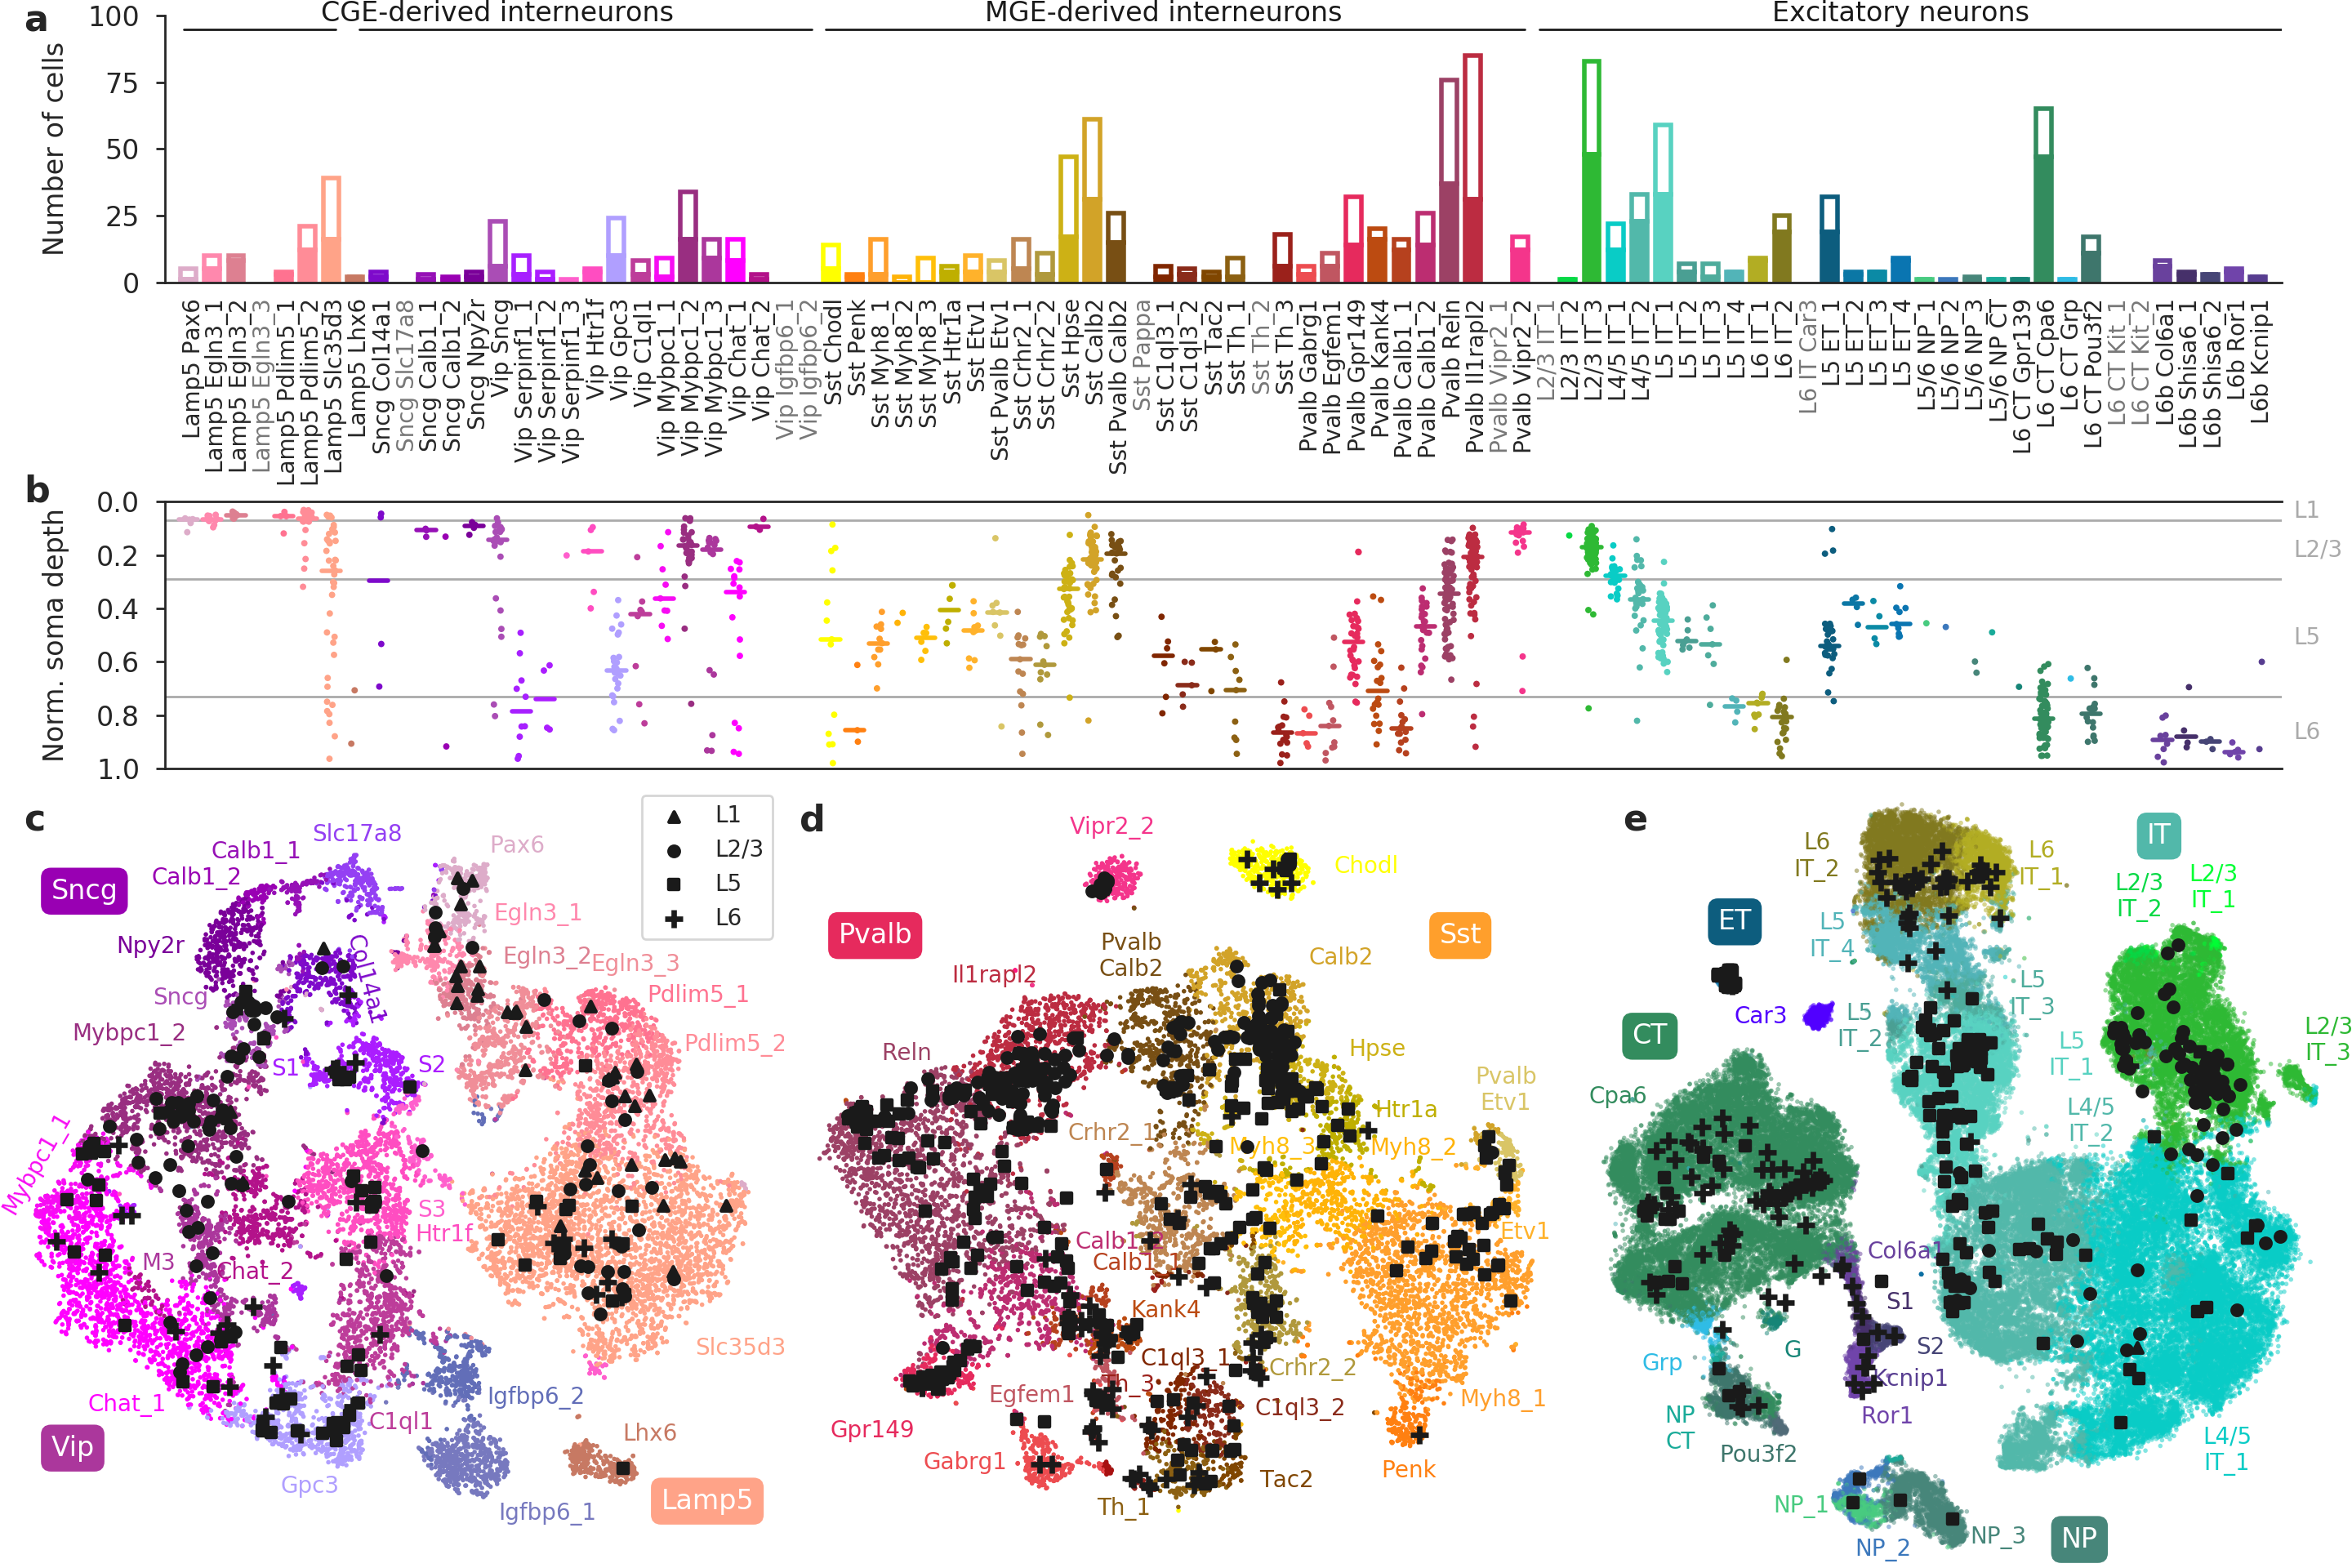 a
CGE-derived interneurons
MGE-derived interneurons
Excitatory neurons
Number of cells
100
75
50
25
0
Lamp5 Pax6
Lamp5 Egln3_1
Lamp5 Egln3_2
Lamp5 Egln3_3
Lamp5 Pdlim5_1
Lamp5 Pdlim5_2
Lamp5 Slc35d3
Lamp5 Lhx6
Sncg Col14a1
Sncg Slc17a8
Sncg Calb1_1
Sncg Calb1_2
Sncg Npy2r
Vip Sncg
Vip Serpinf1_1
Vip Serpinf1_2
Vip Serpinf1_3
Vip Htr1f
Vip Gpc3
Vip C1ql1
Vip Mybpc1_1
Vip Mybpc1_2
Vip Mybpc1_3
Vip Chat_1
Vip Chat_2
Vip Igfbp6_1
Vip Igfbp6_2
Sst Chodl
Sst Penk
Sst Myh8_1
Sst Myh8_2
Sst Myh8_3
Sst Htr1a
Sst Etv1
Sst Pvalb Etv1
Sst Crhr2_1
Sst Crhr2_2
Sst Hpse
Sst Calb2
Sst Pvalb Calb2
Sst Pappa
Sst C1ql3_1
Sst C1ql3_2
Sst Tac2
Sst Th_1
Sst Th_2
Sst Th_3
Pvalb Gabrg1
Pvalb Egfem1
Pvalb Gpr149
Pvalb Kank4
Pvalb Calb1_1
Pvalb Calb1_2
Pvalb Reln
Pvalb Il1rapl2
Pvalb Vipr2_1
Pvalb Vipr2_2
L2/3 IT_1
L2/3 IT_2
L2/3 IT_3
L4/5 IT_1
L4/5 IT_2
L5 IT_1
L5 IT_2
L5 IT_3
L5 IT_4
L6 IT_1
L6 IT_2
L6 IT Car3
L5 ET_1
L5 ET_2
L5 ET_3
L5 ET_4
L5/6 NP_1
L5/6 NP_2
L5/6 NP_3
L5/6 NP CT
L6 CT Gpr139
L6 CT Cpa6
L6 CT Grp
L6 CT Pou3f2
L6 CT Kit_1
L6 CT Kit_2
L6b Col6a1
L6b Shisa6_1
L6b Shisa6_2
L6b Ror1
L6b Kcnip1
b
Norm. soma depth
0.0
0.2
0.4
0.6
0.8
1.0
L1
L2/3
L5
L6
c
L1
L2/3
L5
L6
Sncg
Slc17a8
Calb1_1
Calb1_2
Npy2r
Col14a1
Sncg
Mybpc1_2
S1
S2
Pax6
Egln3_1
Egln3_2
Egln3_3
Pdlim5_1
Pdlim5_2
Mybpc1_1
S3
Htr1f
M3
Chat_2
Chat_1
Slc35d3
Igfbp6_2
C1ql1
Lhx6
Vip
Gpc3
Igfbp6_1
Lamp5
d
Vipr2_2
Chodl
Pvalb
Sst
Pvalb
Calb2
Calb2
Il1rapl2
Reln
Hpse
Pvalb
Etv1
Htr1a
Crhr2_1
Myh8_3
Myh8_2
Calb1_2
Calb1_1
Etv1
Kank4
C1ql3_1
Crhr2_2
Th_3
Egfem1
C1ql3_2
Myh8_1
Gpr149
Gabrg1
Penk
Tac2
Th_1
e
L6
IT_2
IT
L6
IT_1
L2/3
IT_2
L2/3
IT_1
ET
L5
IT_4
L5
IT_3
Car3
L5
IT_2
CT
L5
IT_1
L2/3
IT_3
Cpa6
L4/5
IT_2
Col6a1
S1
S2
G
Grp
Kcnip1
Ror1
NP
CT
Pou3f2
L4/5
IT_1
NP_1
NP_2
NP_3
NP